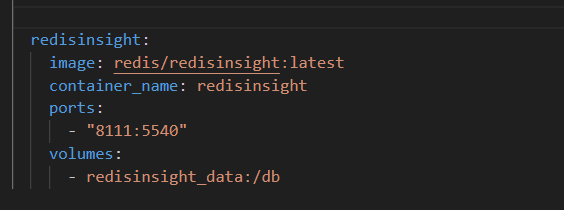 redisinsight:
image: redis/redisinsight:latest
container_name: redisinsight
ports:
- "8111:5540"
volumes:
- redisinsight_data:/db